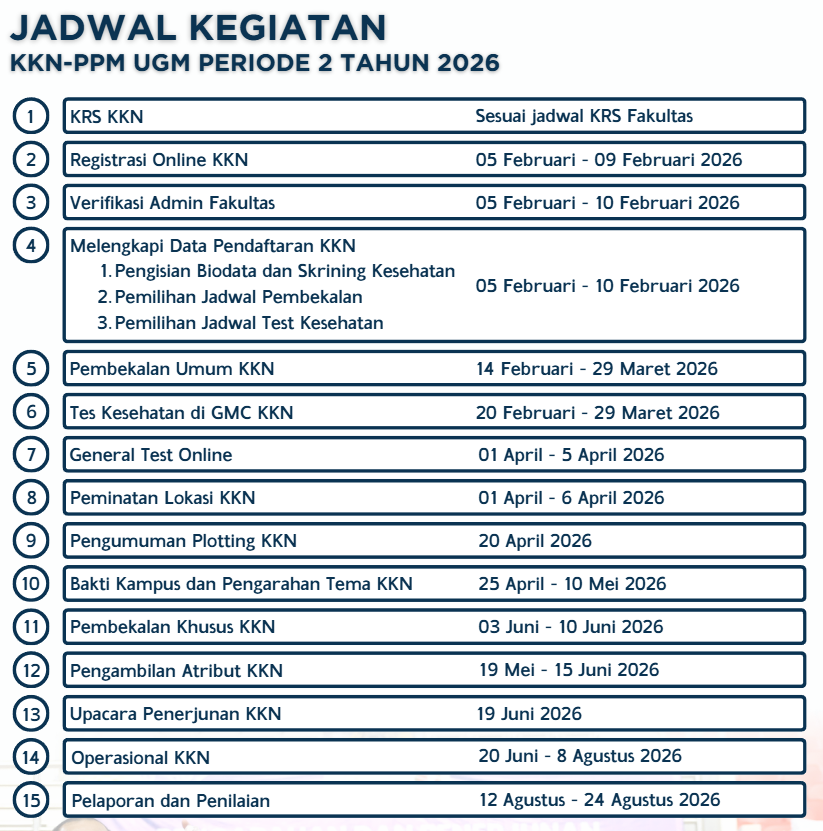 JADWAL KEGIATAN
KKN-PPM UGM PERIODE 2 TAHUN 2026
1 KRS KKN Sesuai jadwal KRS Fakultas
2 Registrasi Online KKN 05 Februari - 09 Februari 2026
3 Verifikasi Admin Fakultas 05 Februari - 10 Februari 2026
4 Melengkapi Data Pendaftaran KKN
1. Pengisian Biodata dan Skrining Kesehatan
05 Februari - 10 Februari 2026
2. Pemilihan Jadwal Pembekalan
3. Pemilihan Jadwal Test Kesehatan
5 Pembekalan Umum KKN 14 Februari - 29 Maret 2026
6 Tes Kesehatan di GMC KKN 20 Februari - 29 Maret 2026
7 General Test Online 01 April - 5 April 2026
8 Peminatan Lokasi KKN 01 April - 6 April 2026
9 Pengumuman Plotting KKN 20 April 2026
10 Bakti Kampus dan Pengarahan Tema KKN 25 April - 10 Mei 2026
11 Pembekalan Khusus KKN 03 Juni - 10 Juni 2026
12 Pengambilan Atribut KKN 19 Mei - 15 Juni 2026
13 Upacara Penerjunan KKN 19 Juni 2026
14 Operasional KKN 20 Juni - 8 Agustus 2026
15 Pelaporan dan Penilaian 12 Agustus - 24 Agustus 2026